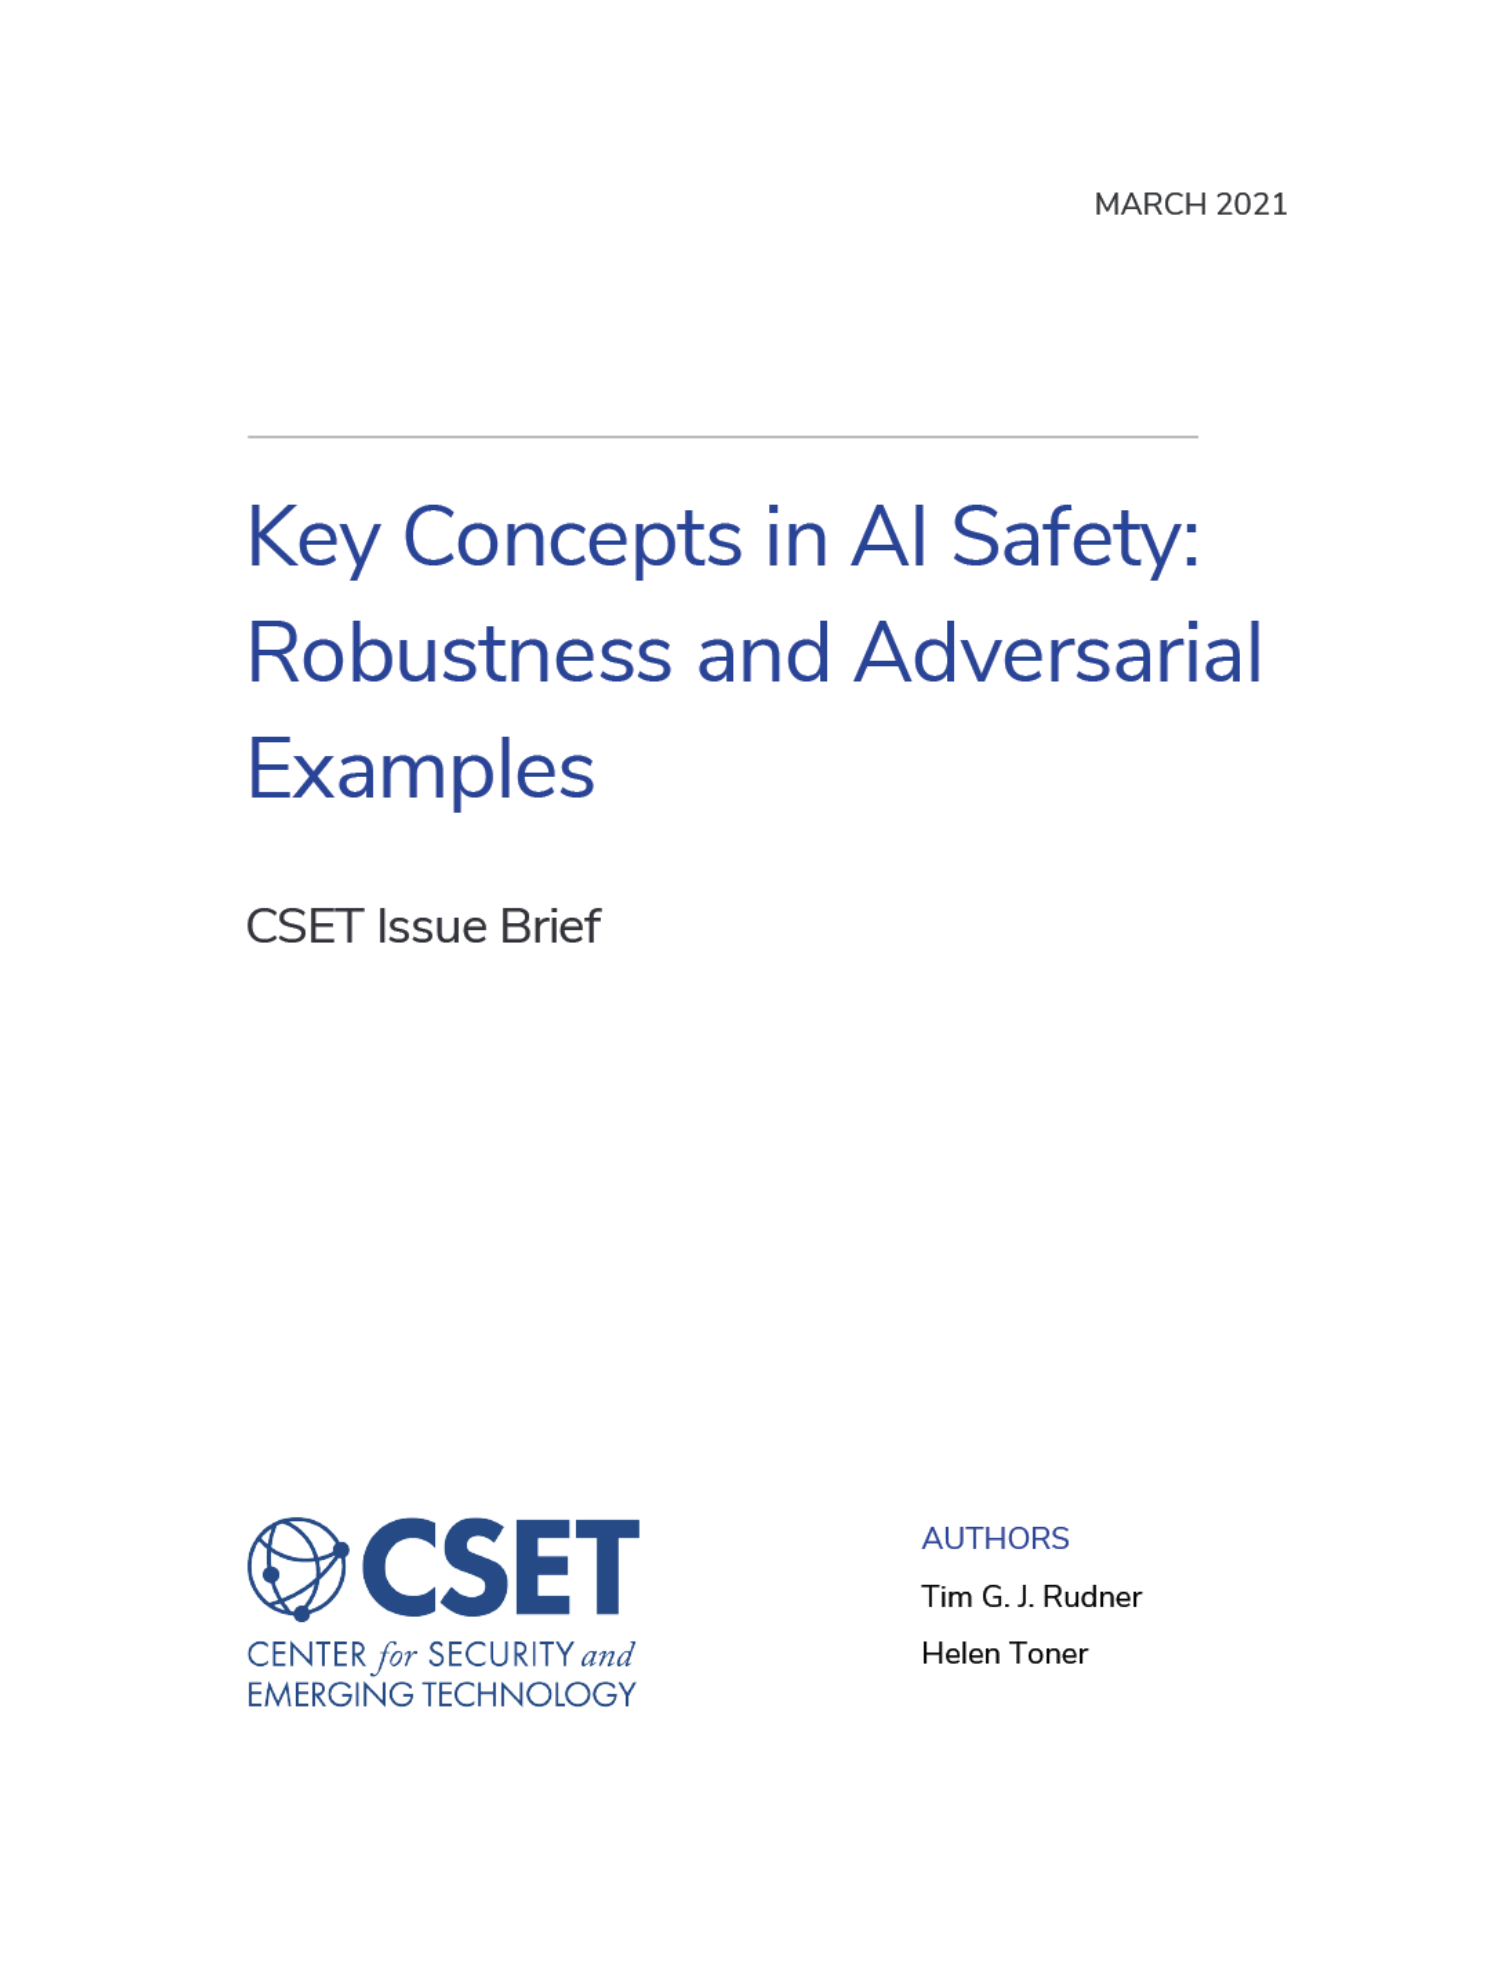 MARCH 2021
Key Concepts in AI Safety:
Robustness and Adversarial
Examples
CSET Issue Brief
CSET
CENTER for SECURITY and
EMERGING TECHNOLOGY
AUTHORS
Tim G. J. Rudner
Helen Toner